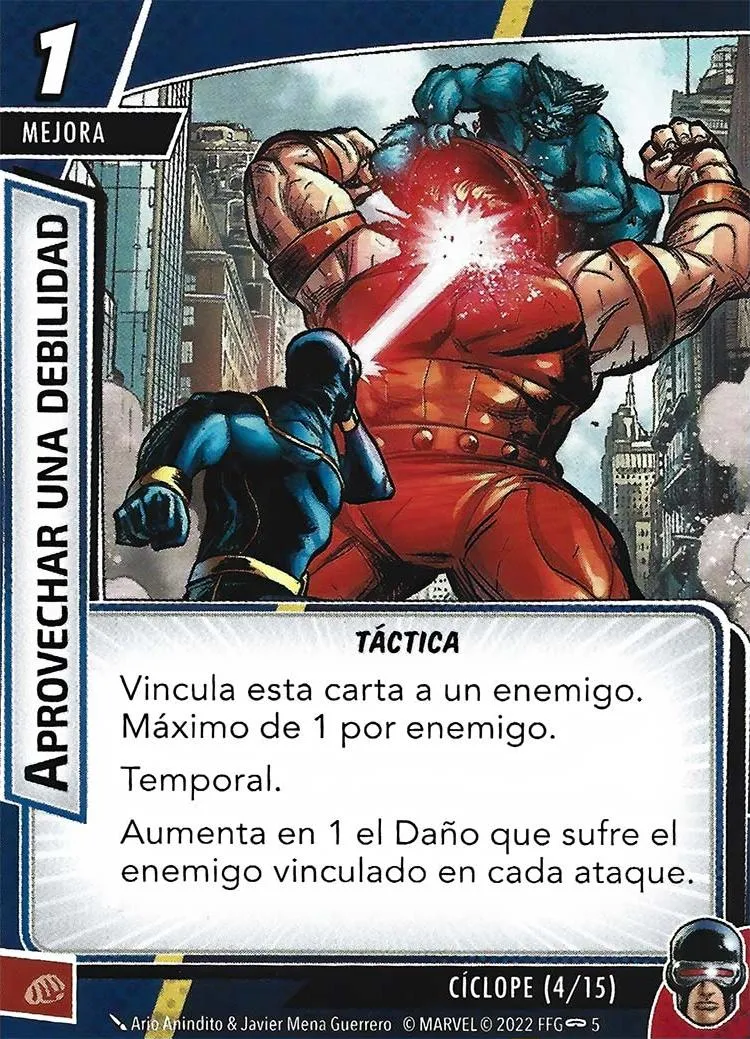 1
MEJORA
APROVECHAR UNA DEBILIDAD
TÁCTICA
Vincula esta carta a un enemigo.
Máximo de 1 por enemigo.
Temporal.
Aumenta en 1 el Daño que sufre el
enemigo vinculado en cada ataque.
CÍCLOPE (4/15)
Ario Anindito & Javier Mena Guerrero © MARVEL © 2022 FFG 5